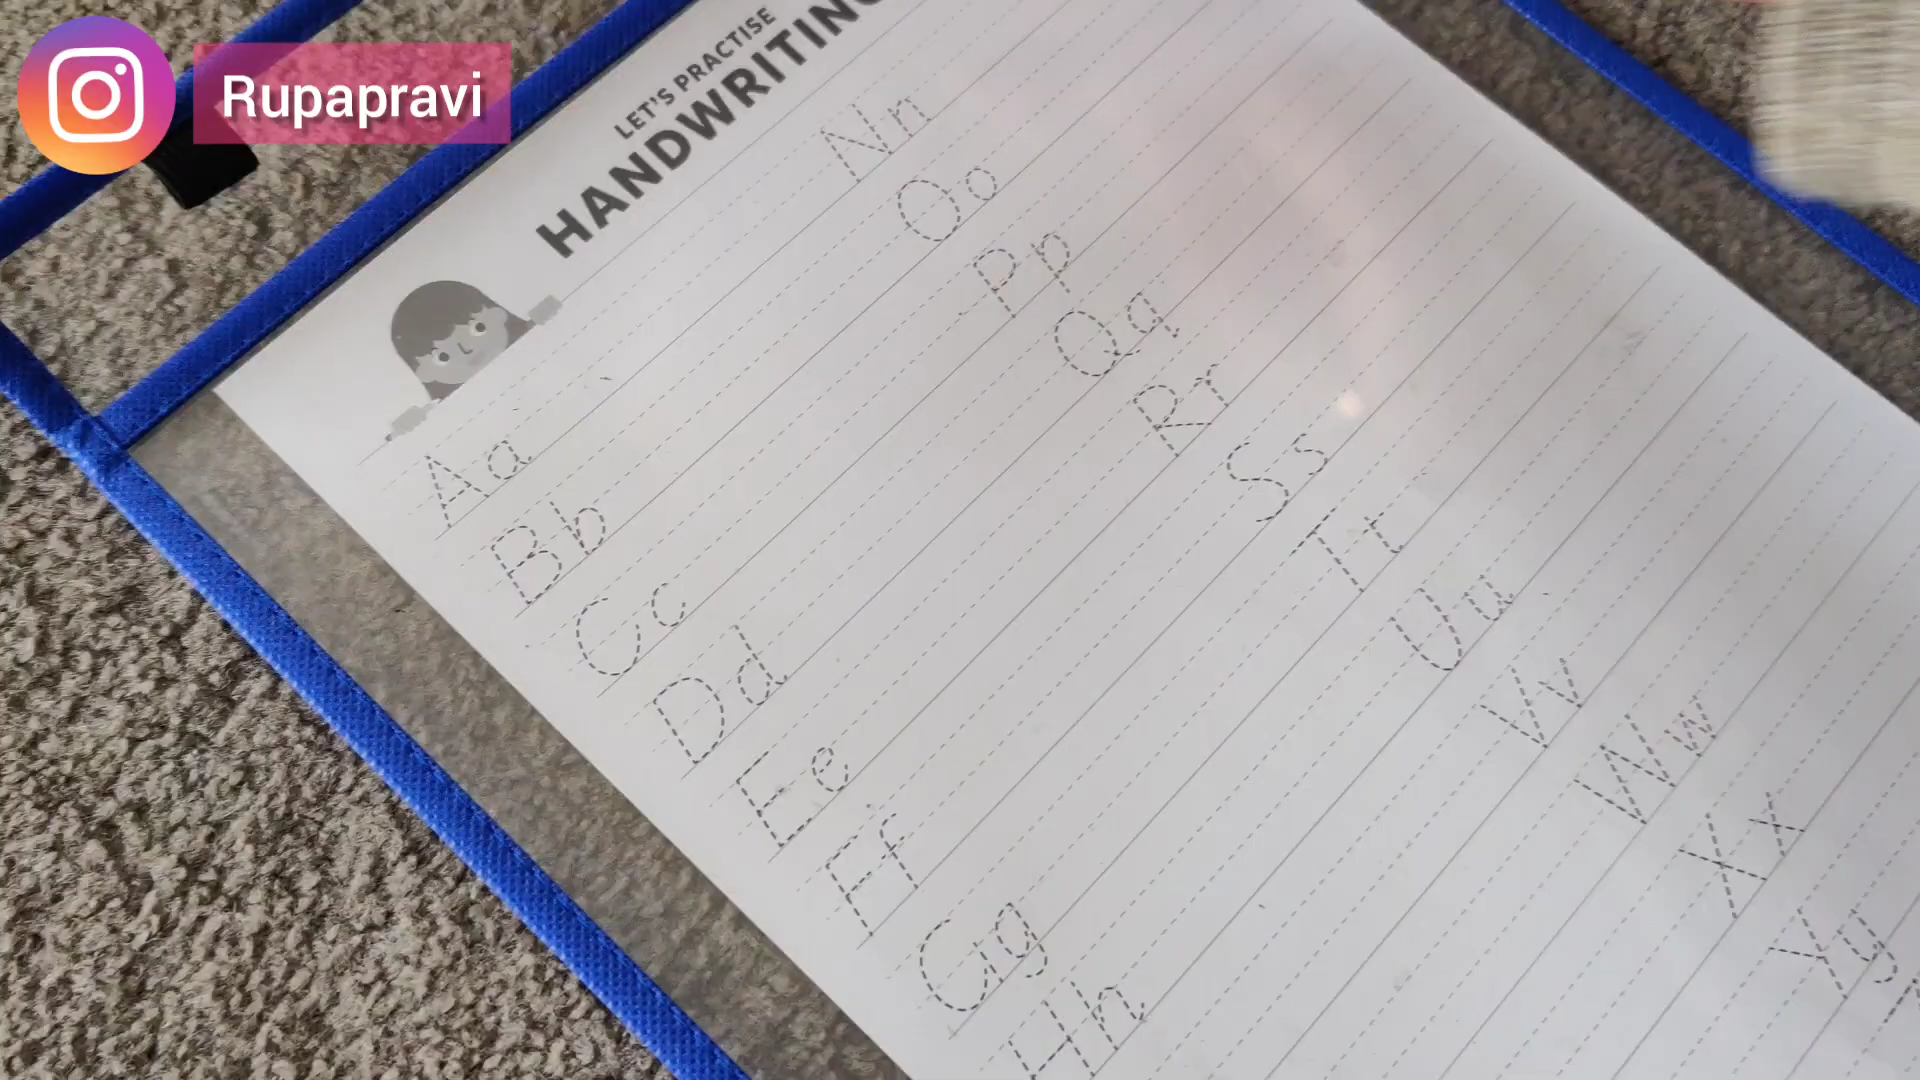 Rupapravi
LET'S PRACTISE
HANDWRITING
Aa
Bb
Cc
Dd
Ee
Ff
Gg
Hh
Nn
Oo
Pp
Qq
Rr
Ss
Tt
Uu
Vv
Ww
Xx
Yy